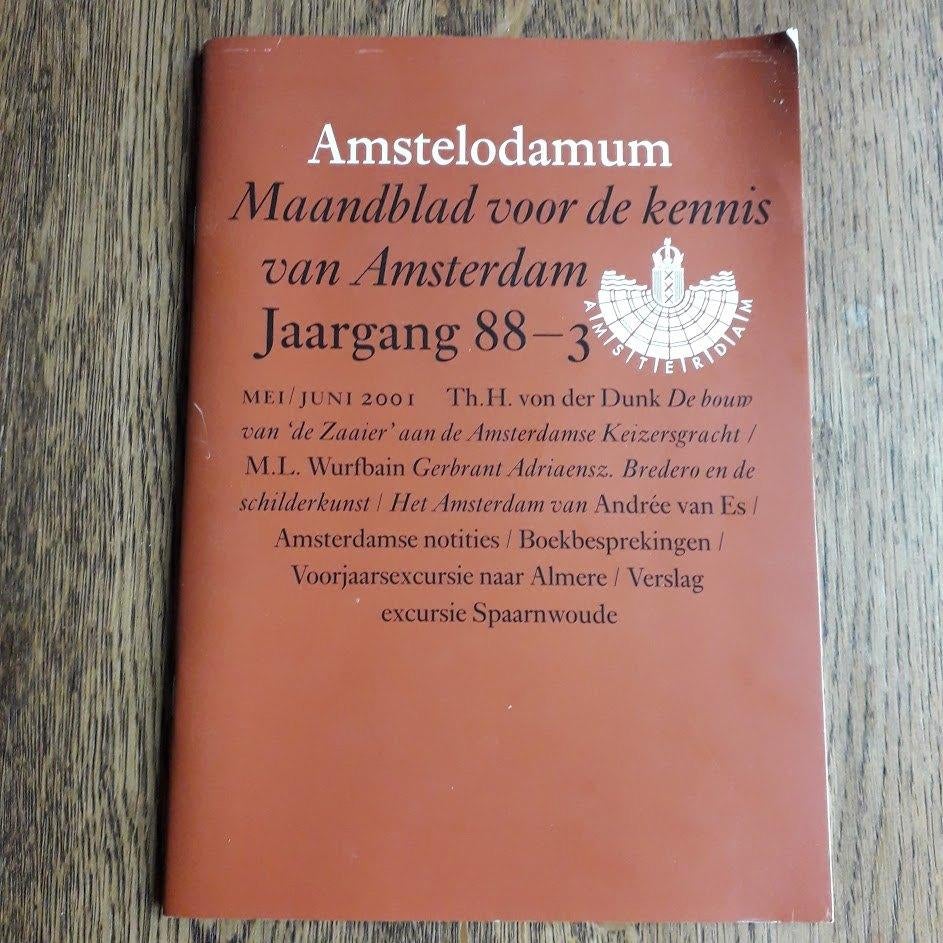 Amstelodamum
Maandblad voor de kennis
van Amsterdam
Jaargang 88–3
AMSTERDAM
MEI/JUNI 2001 Th.H. von der Dunk De bouw
van ‘de Zaaier’ aan de Amsterdamse Keizersgracht /
M.L. Wurfbain Gerbrant Adriaensz. Bredero en de
schilderkunst / Het Amsterdam van Andrée van Es /
Amsterdamse notities / Boekbesprekingen /
Voorjaarsexcursie naar Almere / Verslag
excursie Spaarnwoude